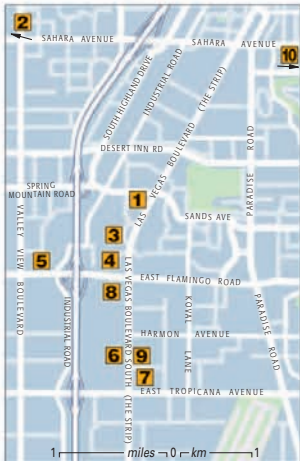 2
SAHARA AVENUE
SAHARA AVENUE
10
SOUTH HIGHLAND DRIVE
INDUSTRIAL ROAD
LAS VEGAS BOULEVARD (THE STRIP)
DESERT INN RD
PARADISE ROAD
SPRING
MOUNTAIN ROAD
1
SANDS AVE
VALLEY VIEW BOULEVARD
3
4
5
EAST FLAMINGO ROAD
8
INDUSTRIAL ROAD
LAS VEGAS BOULEVARD SOUTH (THE STRIP)
KOVAL LANE
PARADISE ROAD
HARMON AVENUE
6
9
7
EAST TROPICANA AVENUE
1 miles 0 km 1